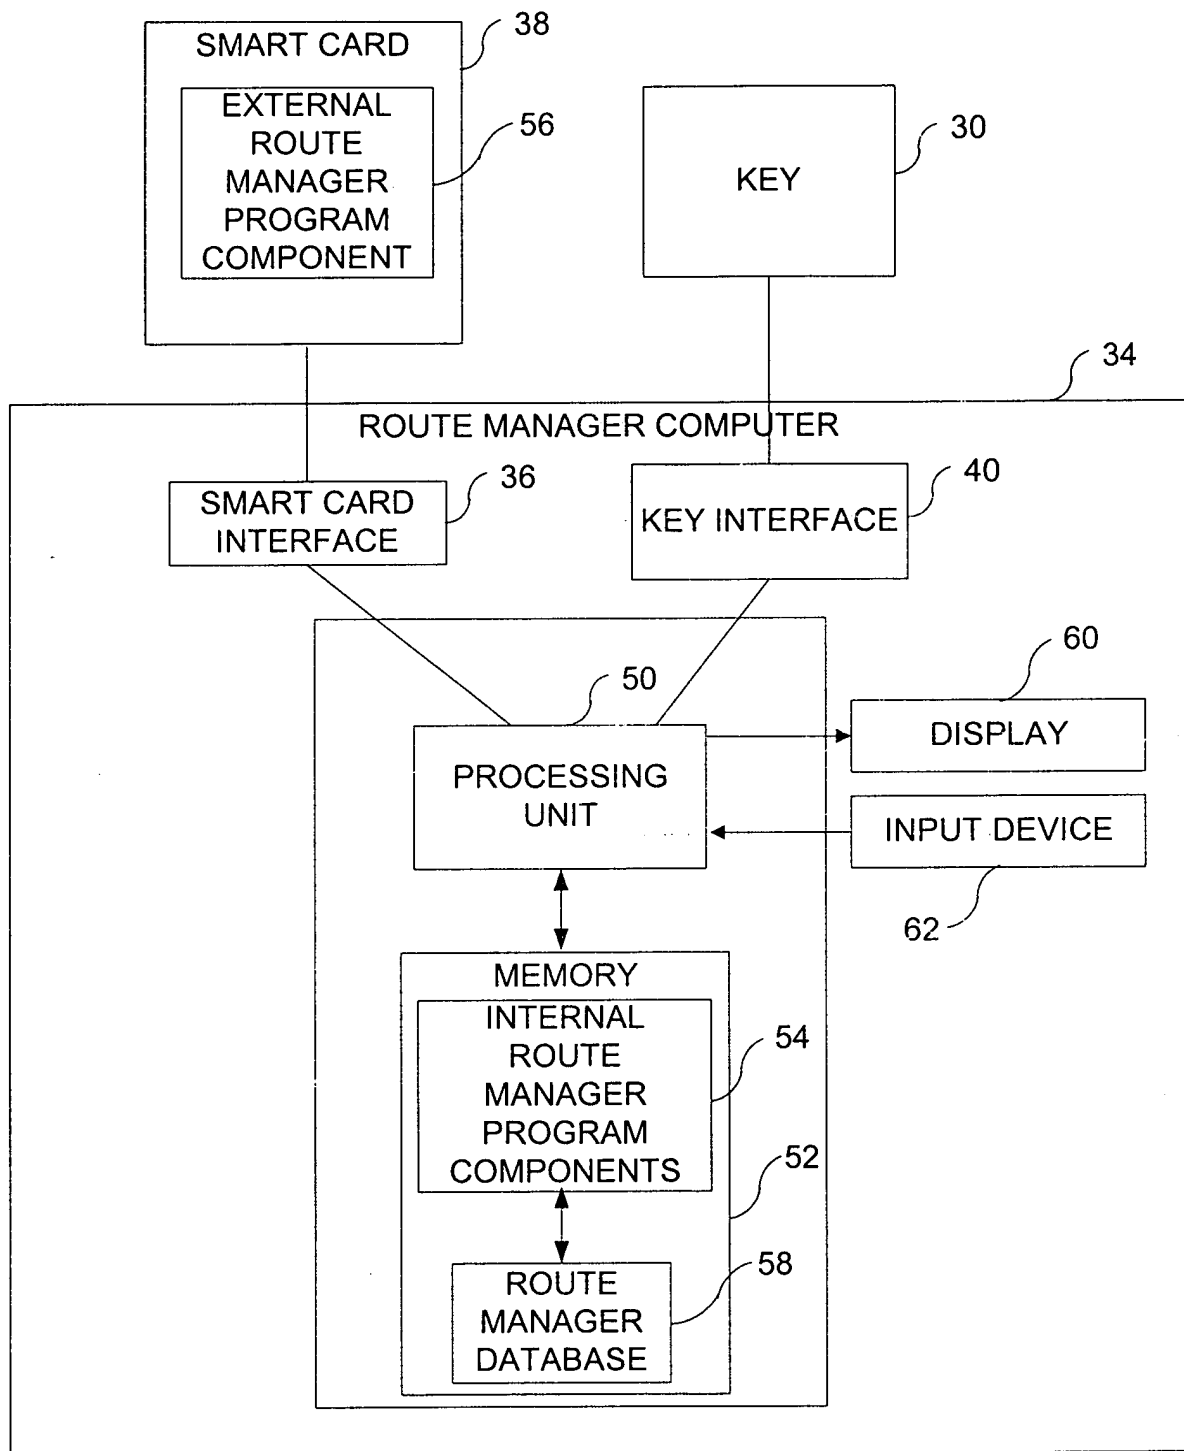 SMART CARD
38
EXTERNAL
ROUTE
MANAGER
PROGRAM
COMPONENT
56
KEY
30
34
ROUTE MANAGER COMPUTER
SMART CARD
INTERFACE
36
KEY INTERFACE
40
50
PROCESSING
UNIT
60
DISPLAY
INPUT DEVICE
62
MEMORY
INTERNAL
ROUTE
MANAGER
PROGRAM
COMPONENTS
54
52
ROUTE
MANAGER
DATABASE
58